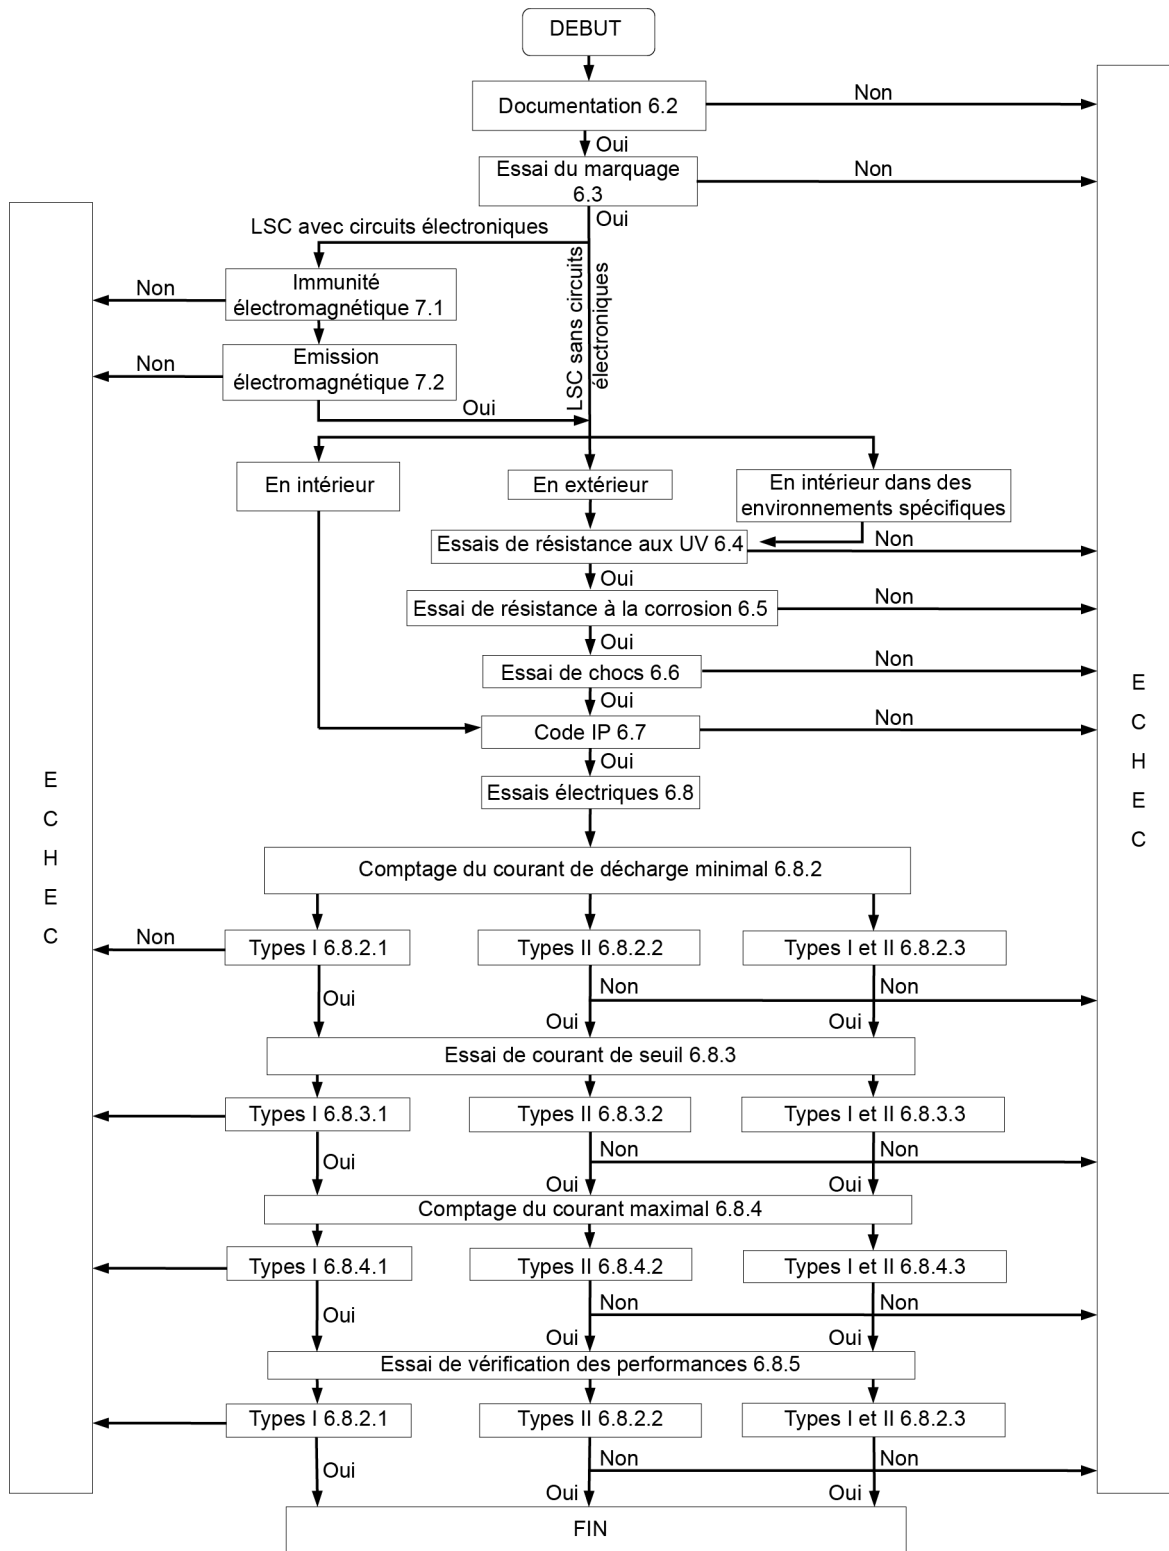 DEBUT
Documentation 6.2
Non
Oui
Essai du marquage
6.3
Non
Oui
LSC avec circuits électroniques
LSC sans circuits
électroniques
Immunité
électromagnétique 7.1
Non
Emission
électromagnétique 7.2
Non
Oui
En intérieur
En extérieur
En intérieur dans des
environnements spécifiques
Essais de résistance aux UV 6.4
Non
Oui
Essai de résistance à la corrosion 6.5
Non
Oui
Essai de chocs 6.6
Non
Oui
Code IP 6.7
Non
Oui
Essais électriques 6.8
E
C
H
E
C
E
C
H
E
C
Comptage du courant de décharge minimal 6.8.2
Non
Types I 6.8.2.1
Types II 6.8.2.2
Types I et II 6.8.2.3
Oui
Non
Non
Oui
Oui
Essai de courant de seuil 6.8.3
Types I 6.8.3.1
Types II 6.8.3.2
Types I et II 6.8.3.3
Oui
Non
Non
Oui
Oui
Comptage du courant maximal 6.8.4
Types I 6.8.4.1
Types II 6.8.4.2
Types I et II 6.8.4.3
Oui
Non
Non
Oui
Oui
Essai de vérification des performances 6.8.5
Types I 6.8.2.1
Types II 6.8.2.2
Types I et II 6.8.2.3
Oui
Non
Non
Oui
Oui
FIN